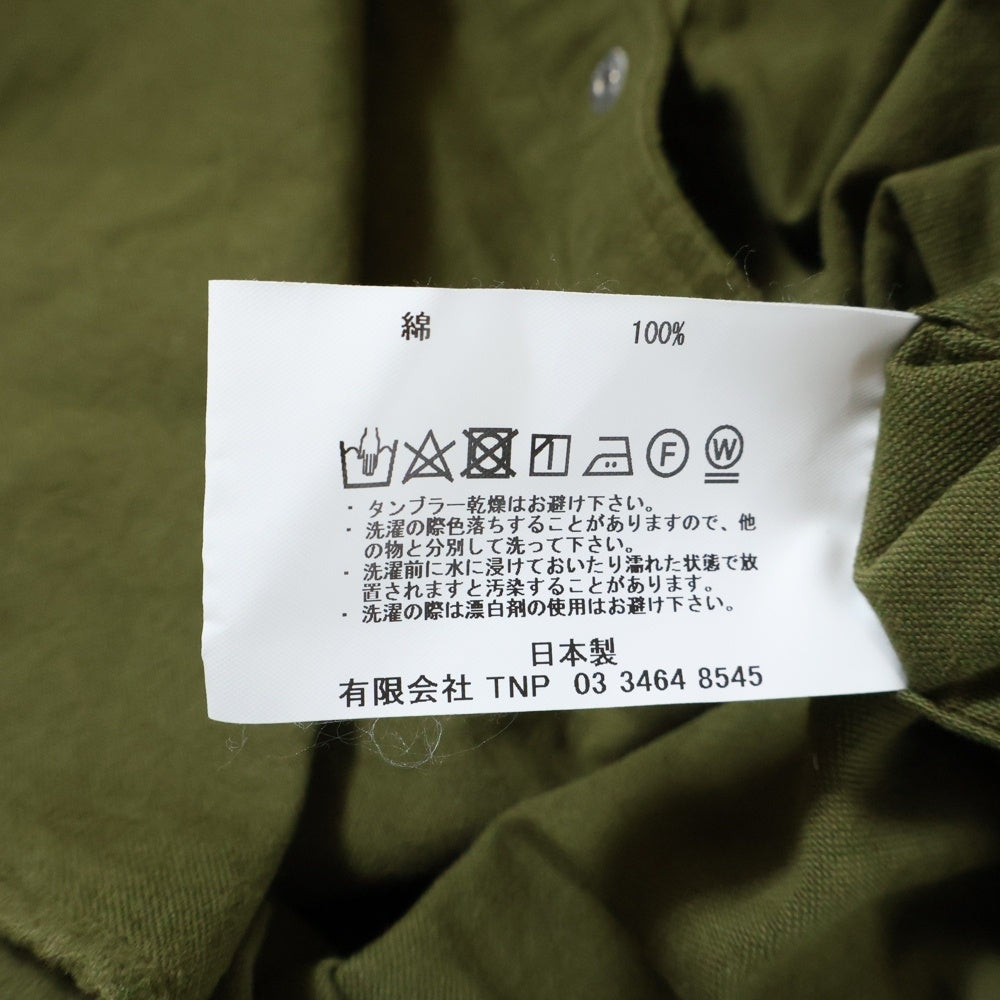 綿 100%
F W
・タンブラー乾燥はお避け下さい。
・洗濯の際色落ちすることがありますので、他
の物と分別して洗って下さい。
・洗濯前に水に浸けておいたり濡れた状態で放
置されますと汚染することがあります。
・洗濯の際は漂白剤の使用はお避け下さい。
日本製
有限会社 TNP 03 3464 8545